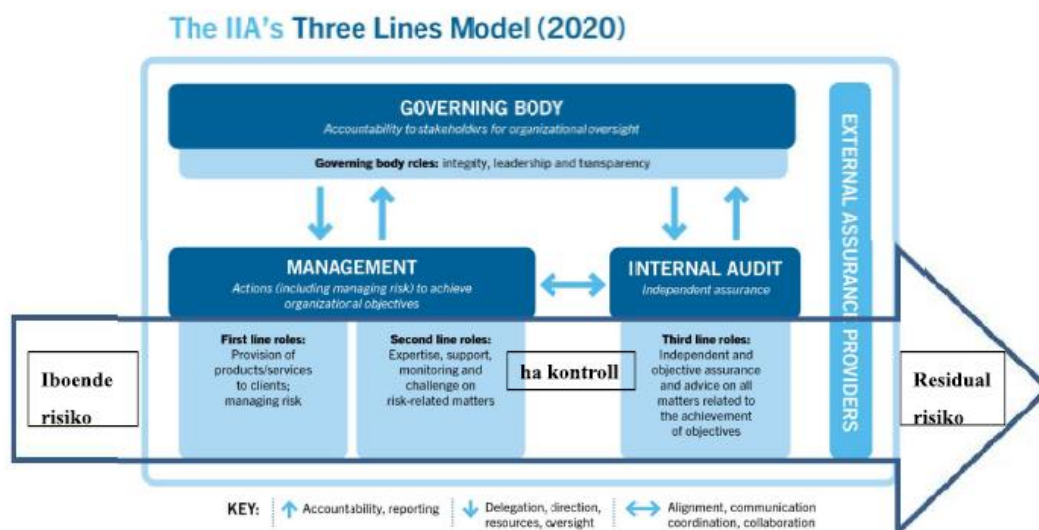 The IIA's Three Lines Model (2020)
GOVERNING BODY
Accountability to stakeholders for organizational oversight
Governing body roles: integrity, leadership and transparency
MANAGEMENT
Actions (including managing risk) to achieve
organizational objectives
INTERNAL AUDIT
Independent assurance
First line roles:
Provision of
products/services
to clients;
managing risk
Second line roles:
Expertise, support,
monitoring and
challenge on
risk-related matters
Third line roles:
Independent and
objective assurance
and advice on all
matters related to
the achievement
of objectives
EXTERNAL ASSURANCE PROVIDERS
Iboende
risiko
ha kontroll
Residual
risiko
KEY:
Accountability, reporting
Delegation, direction,
resources, oversight
Alignment, communication
coordination, collaboration